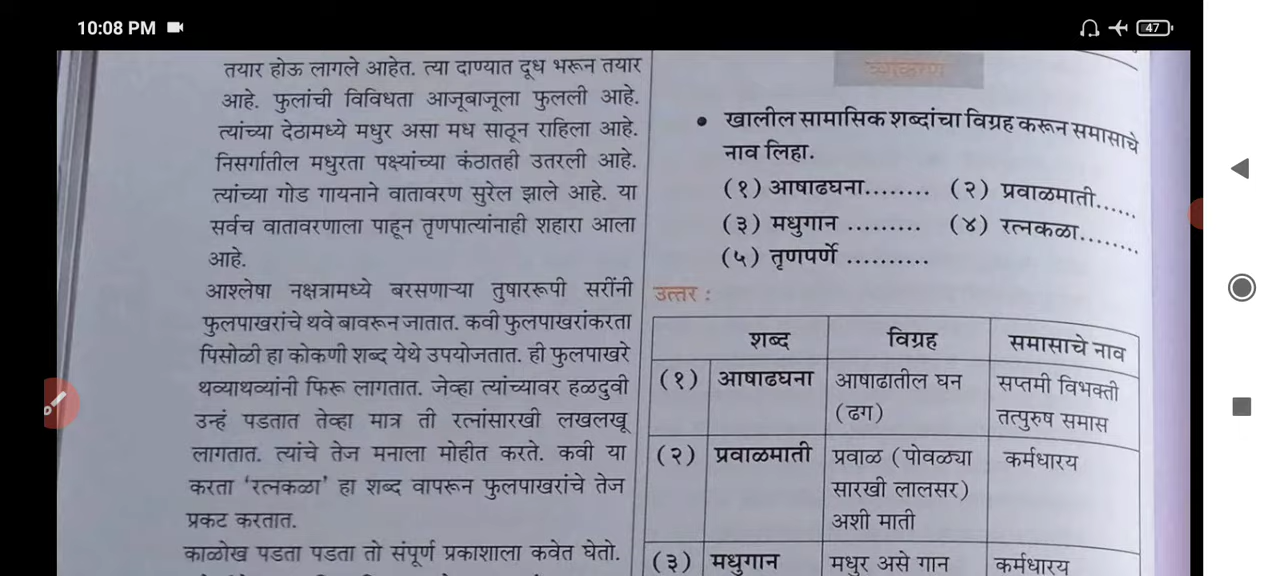 10:08 PM
47
तयार होऊ लागले आहेत. त्या दाण्यात दूध भरून तयार
आहे. फुलांची विविधता आजूबाजूला फुलली आहे.
त्यांच्या देठामध्ये मधुर असा मध साठून राहिला आहे.
निसर्गातील मधुरता पक्ष्यांच्या कंठातही उतरली आहे.
त्यांच्या गोड गायनाने वातावरण सुरेल झाले आहे. या
सर्वच वातावरणाला पाहून तृणपात्यांनाही शहारा आला
आहे.
आश्लेषा नक्षत्रामध्ये बरसणाऱ्या तुषाररूपी सरींनी
फुलपाखरांचे थवे बावरून जातात. कवी फुलपाखरांकरता
पिसोळी हा कोकणी शब्द येथे उपयोजतात. ही फुलपाखरे
थव्याथव्यांनी फिरू लागतात. जेव्हा त्यांच्यावर हळदुवी
उन्हं पडतात तेव्हा मात्र ती रत्नांसारखी लखलखू
लागतात. त्यांचे तेज मनाला मोहीत करते. कवी या
करता 'रत्नकळा' हा शब्द वापरून फुलपाखरांचे तेज
प्रकट करतात.
काळोख पडता पडता तो संपूर्ण प्रकाशाला कवेत घेतो.
व्याकरण
• खालील सामासिक शब्दांचा विग्रह करून समासाचे
नाव लिहा.
(१) आषाढघना........ (२) प्रवाळमाती......
(३) मधुगान ......... (४) रत्नकळा.........
(५) तृणपर्णे ..........
उत्तर :
शब्द विग्रह समासाचे नाव
(१) आषाढघना आषाढातील घन सप्तमी विभक्ती
(ढग) तत्पुरुष समास
(२) प्रवाळमाती प्रवाळ (पोवळ्या कर्मधारय
सारखी लालसर)
अशी माती
(३) मधुगान मधुर असे गान कर्मधारय